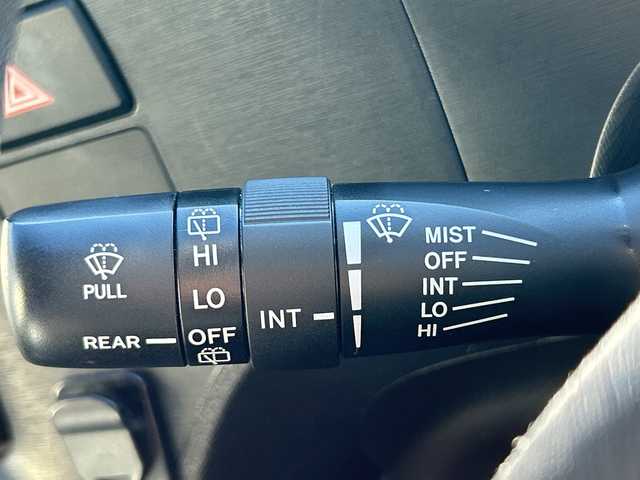 PULL
REAR
HI
LO
OFF
INT
MIST
OFF
INT
LO
HI